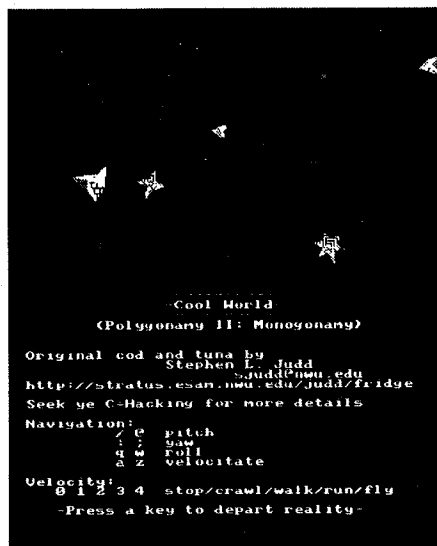 Cool World
(Polygonamy II: Monogonamy)
Original cod and tuna by
Stephen L. Judd
sjudd@nwu.edu
http://stratus.esam.nwu.edu/judd/fridge
Seek ye C=Hacking for more details
Navigation:
/ @ pitch
: ; yaw
q w roll
a z velocitate
Velocity:
0 1 2 3 4 stop/crawl/walk/run/fly
-Press a key to depart reality-